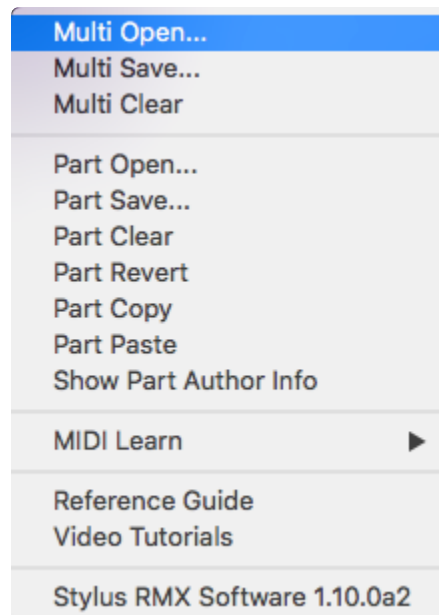 Multi Open...
Multi Save...
Multi Clear
Part Open...
Part Save...
Part Clear
Part Revert
Part Copy
Part Paste
Show Part Author Info
MIDI Learn
Reference Guide
Video Tutorials
Stylus RMX Software 1.10.0a2